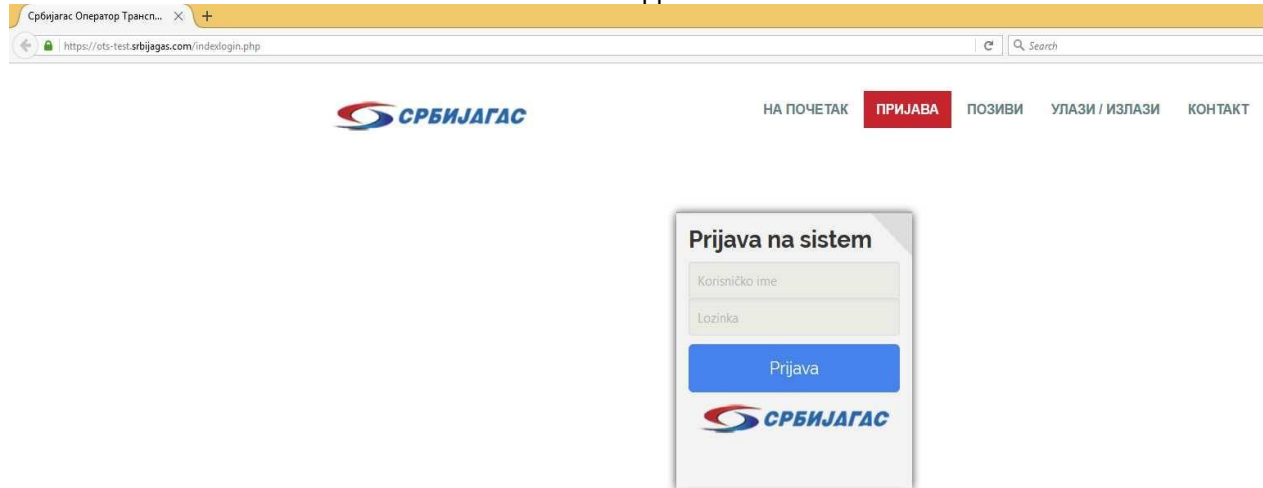 Србијагас Оператор Трансп...
https://ots-test.srbijagas.com/indexlogin.php
Search
СРБИЈАГАС
НА ПОЧЕТАК ПРИЈАВА ПОЗИВИ УЛАЗИ / ИЗЛАЗИ КОНТАКТ
Prijava na sistem
Korisničko ime
Lozinka
Prijava
СРБИЈАГАС